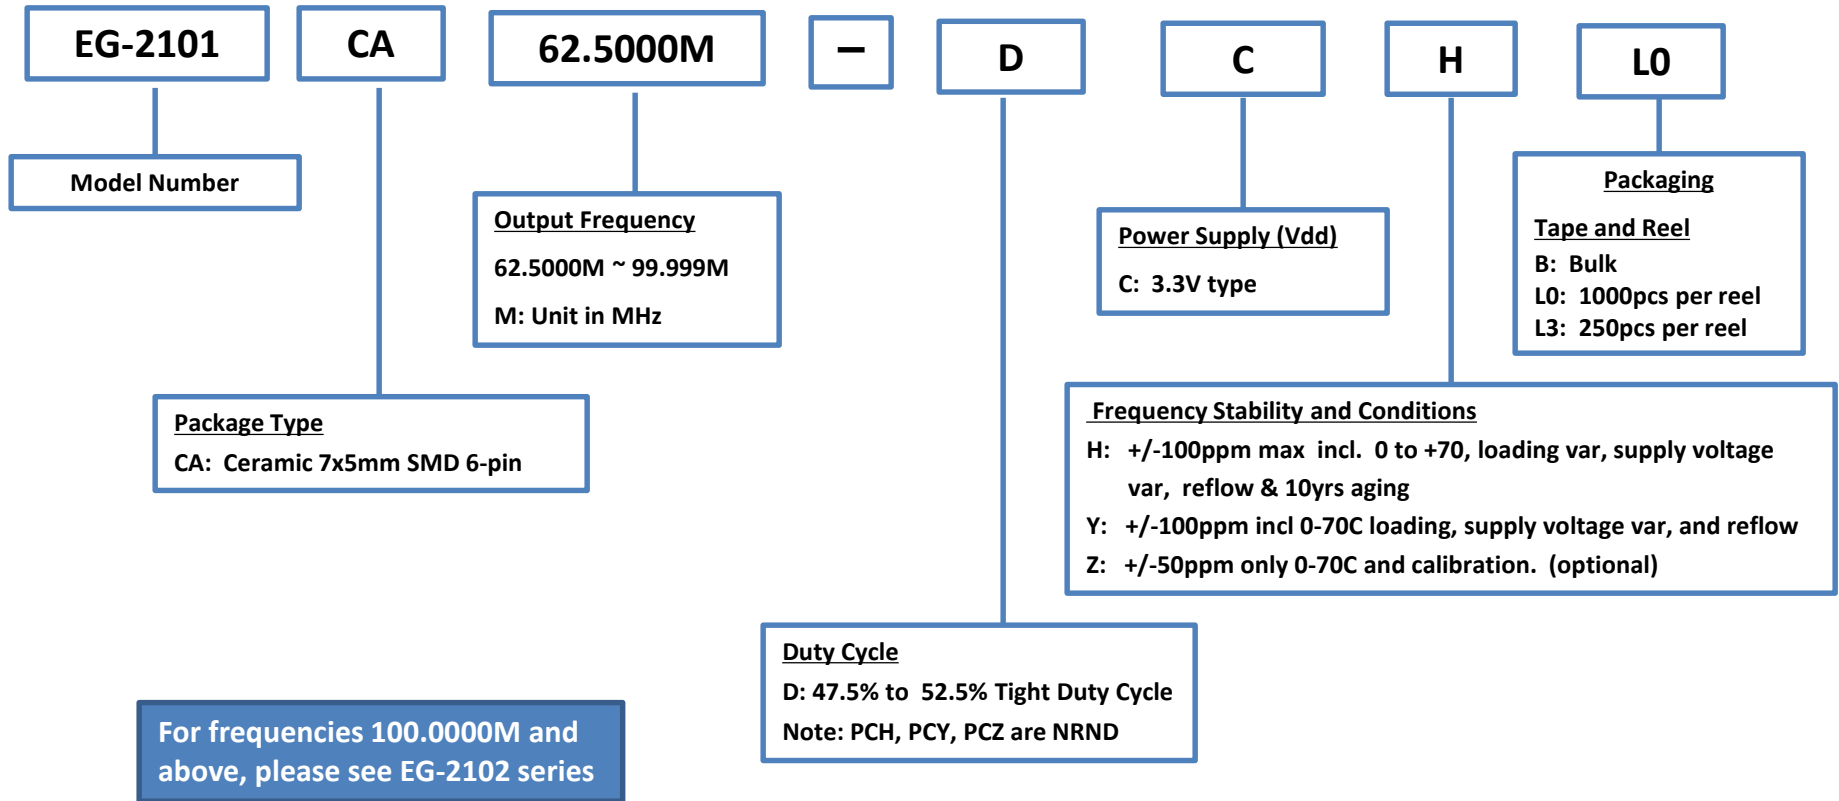 EG-2101
CA
62.5000M
–
D
C
H
L0
Model Number
Output Frequency
62.5000M ~ 99.999M
M: Unit in MHz
Power Supply (Vdd)
C: 3.3V type
Packaging
Tape and Reel
B: Bulk
L0: 1000pcs per reel
L3: 250pcs per reel
Package Type
CA: Ceramic 7x5mm SMD 6-pin
Frequency Stability and Conditions
H: +/-100ppm max incl. 0 to +70, loading var, supply voltage
var, reflow & 10yrs aging
Y: +/-100ppm incl 0-70C loading, supply voltage var, and reflow
Z: +/-50ppm only 0-70C and calibration. (optional)
Duty Cycle
D: 47.5% to 52.5% Tight Duty Cycle
Note: PCH, PCY, PCZ are NRND
For frequencies 100.0000M and
above, please see EG-2102 series